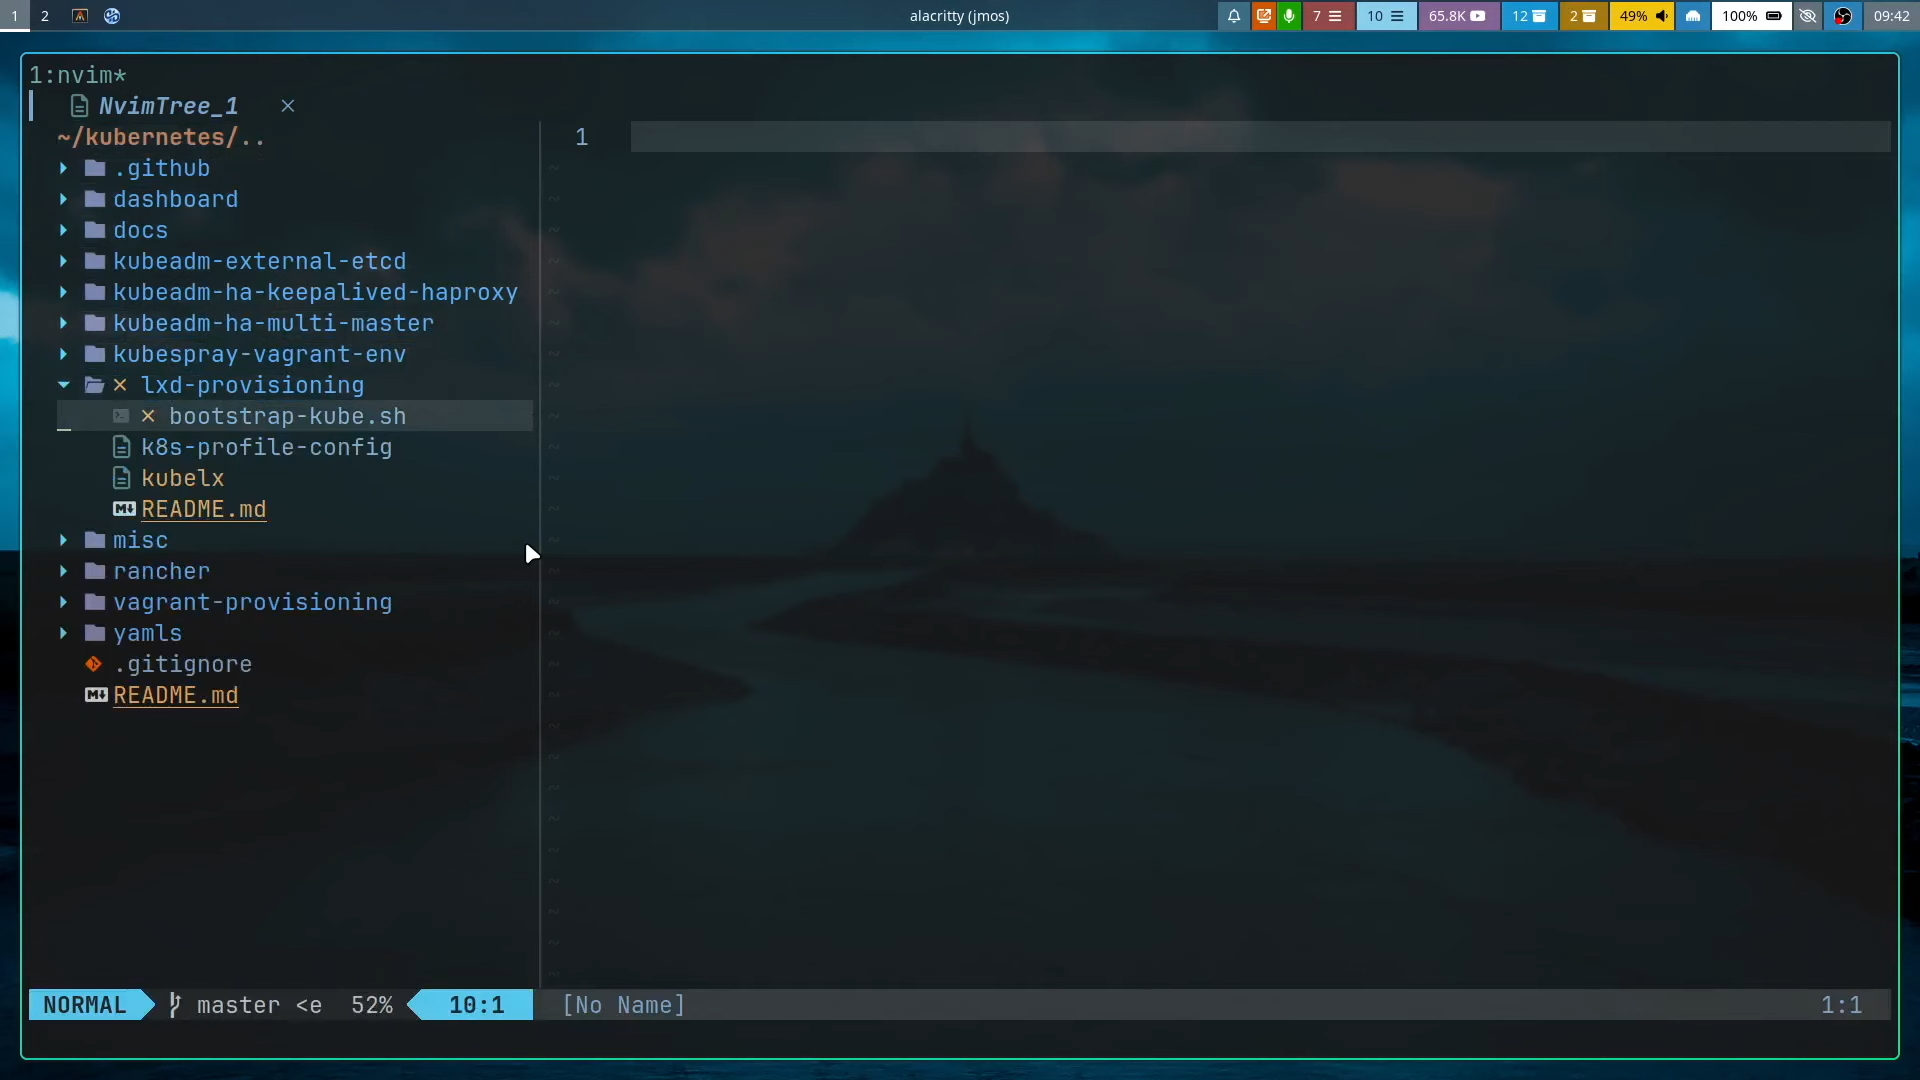 1 2 alacritty (jmos) 7 10 65.8K 12 2 49% 100% 09:42
1:nvim*
NvimTree_1 ×
~/kubernetes/.. 1
.github
dashboard
docs
kubeadm-external-etcd
kubeadm-ha-keepalived-haproxy
kubeadm-ha-multi-master
kubespray-vagrant-env
lxd-provisioning
bootstrap-kube.sh
k8s-profile-config
kubelx
README.md
misc
rancher
vagrant-provisioning
yamls
.gitignore
README.md
NORMAL master <e 52% 10:1 [No Name] 1:1